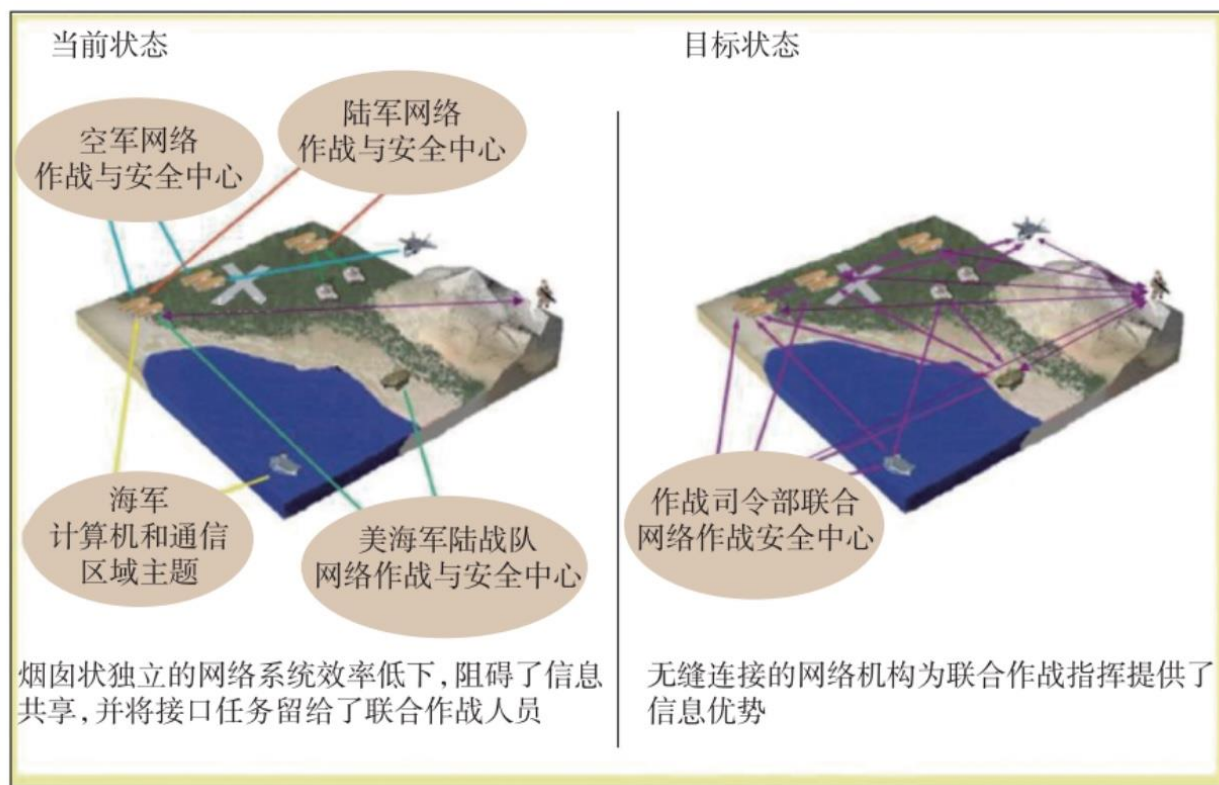 当前状态
空军网络
作战与安全中心
陆军网络
作战与安全中心
海军
计算机和通信
区域主题
美海军陆战队
网络作战与安全中心
烟囱状独立的网络系统效率低下,阻碍了信息
共享,并将接口任务留给了联合作战人员
目标状态
作战司令部联合
网络作战安全中心
无缝连接的网络机构为联合作战指挥提供了
信息优势